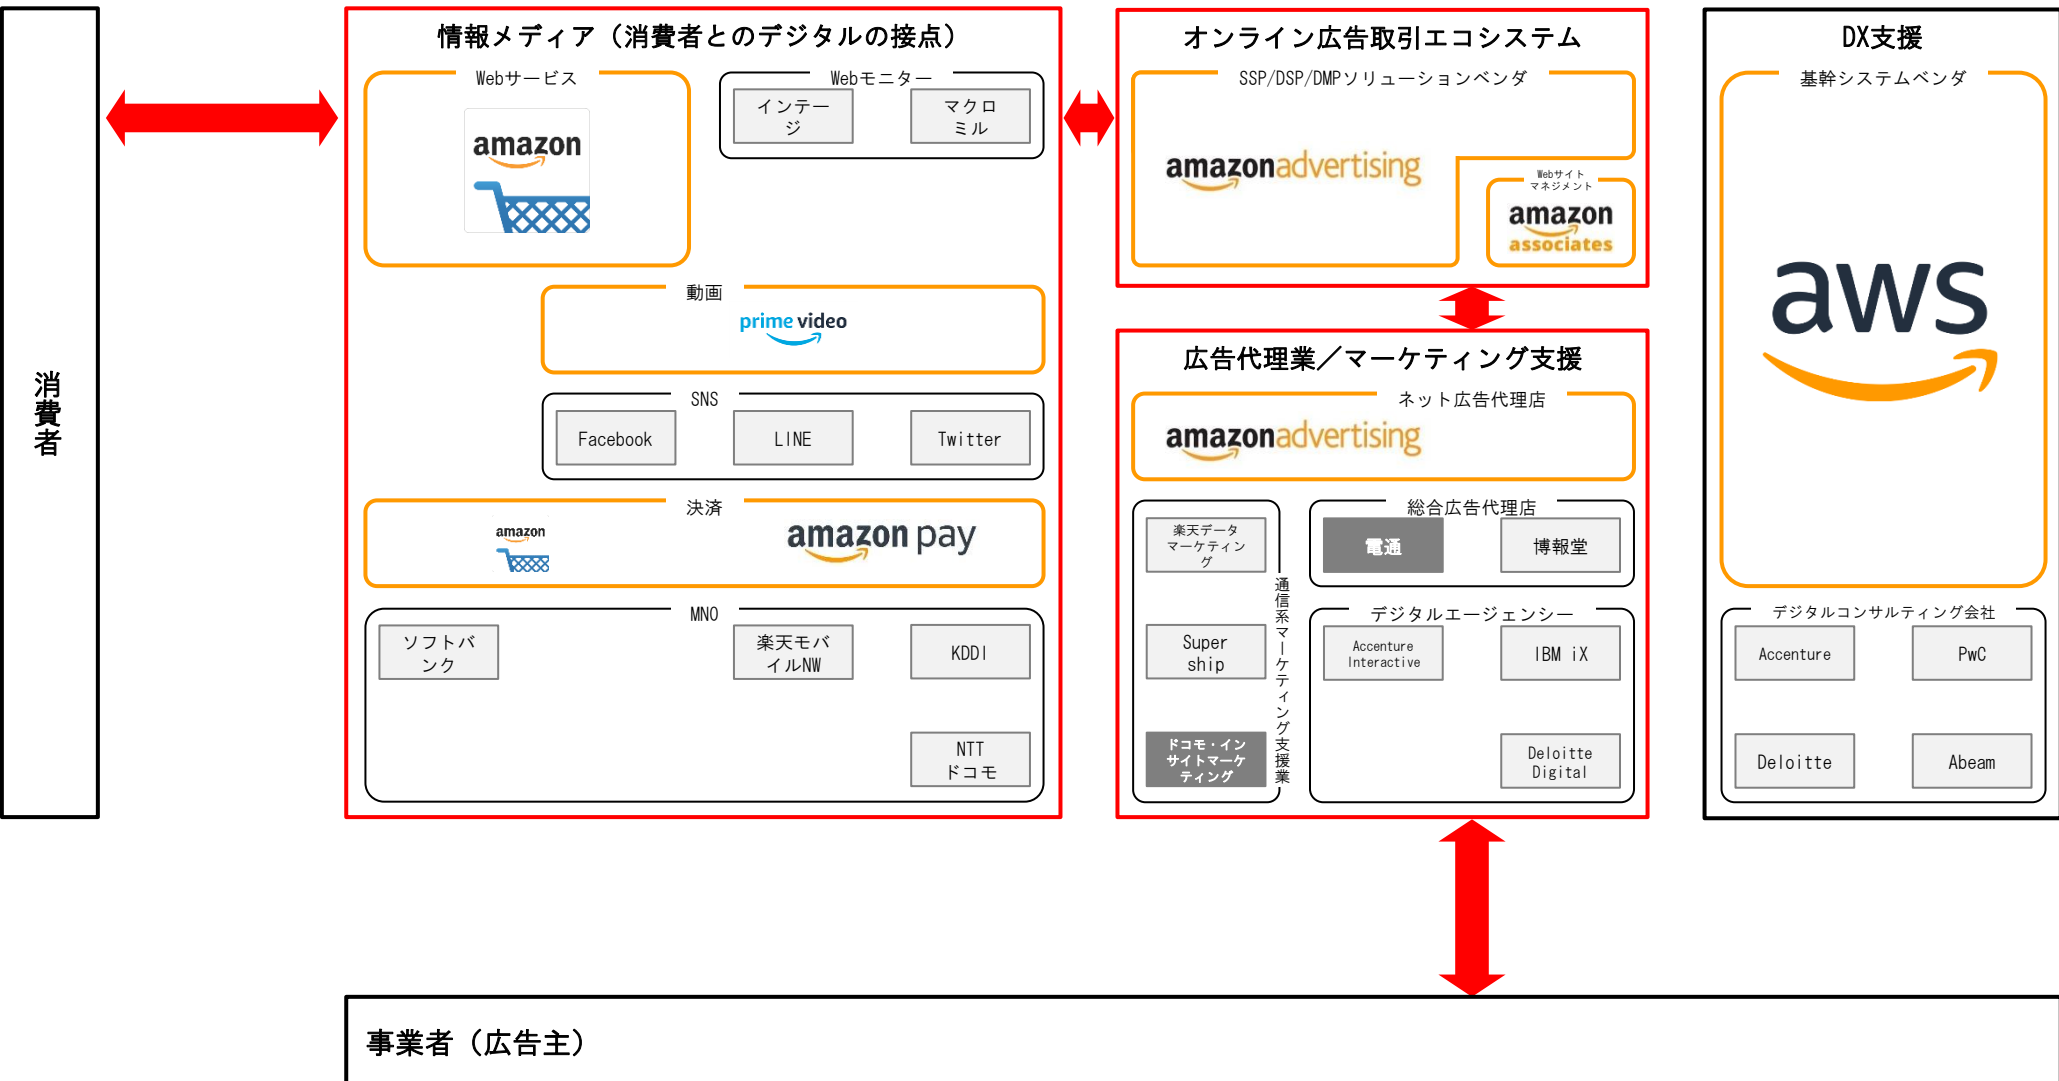 消費者
情報メディア（消費者とのデジタルの接点）
Webサービス
amazon
Webモニター
インテー
ジ
マクロ
ミル
動画
prime video
SNS
Facebook
LINE
Twitter
決済
amazon
amazon pay
MNO
ソフトバ
ンク
楽天モバ
イルNW
KDDI
NTT
ドコモ
オンライン広告取引エコシステム
SSP/DSP/DMPソリューションベンダ
amazonadvertising
Webサイト
マネジメント
amazon
associates
広告代理業／マーケティング支援
ネット広告代理店
amazonadvertising
楽天データ
マーケティン
グ
Super
ship
ドコモ・イン
サイトマーケ
ティング
通信系マーケティング支援業
総合広告代理店
電通
博報堂
デジタルエージェンシー
Accenture
Interactive
IBM iX
Deloitte
Digital
DX支援
基幹システムベンダ
aws
デジタルコンサルティング会社
Accenture
PwC
Deloitte
Abeam
事業者（広告主）